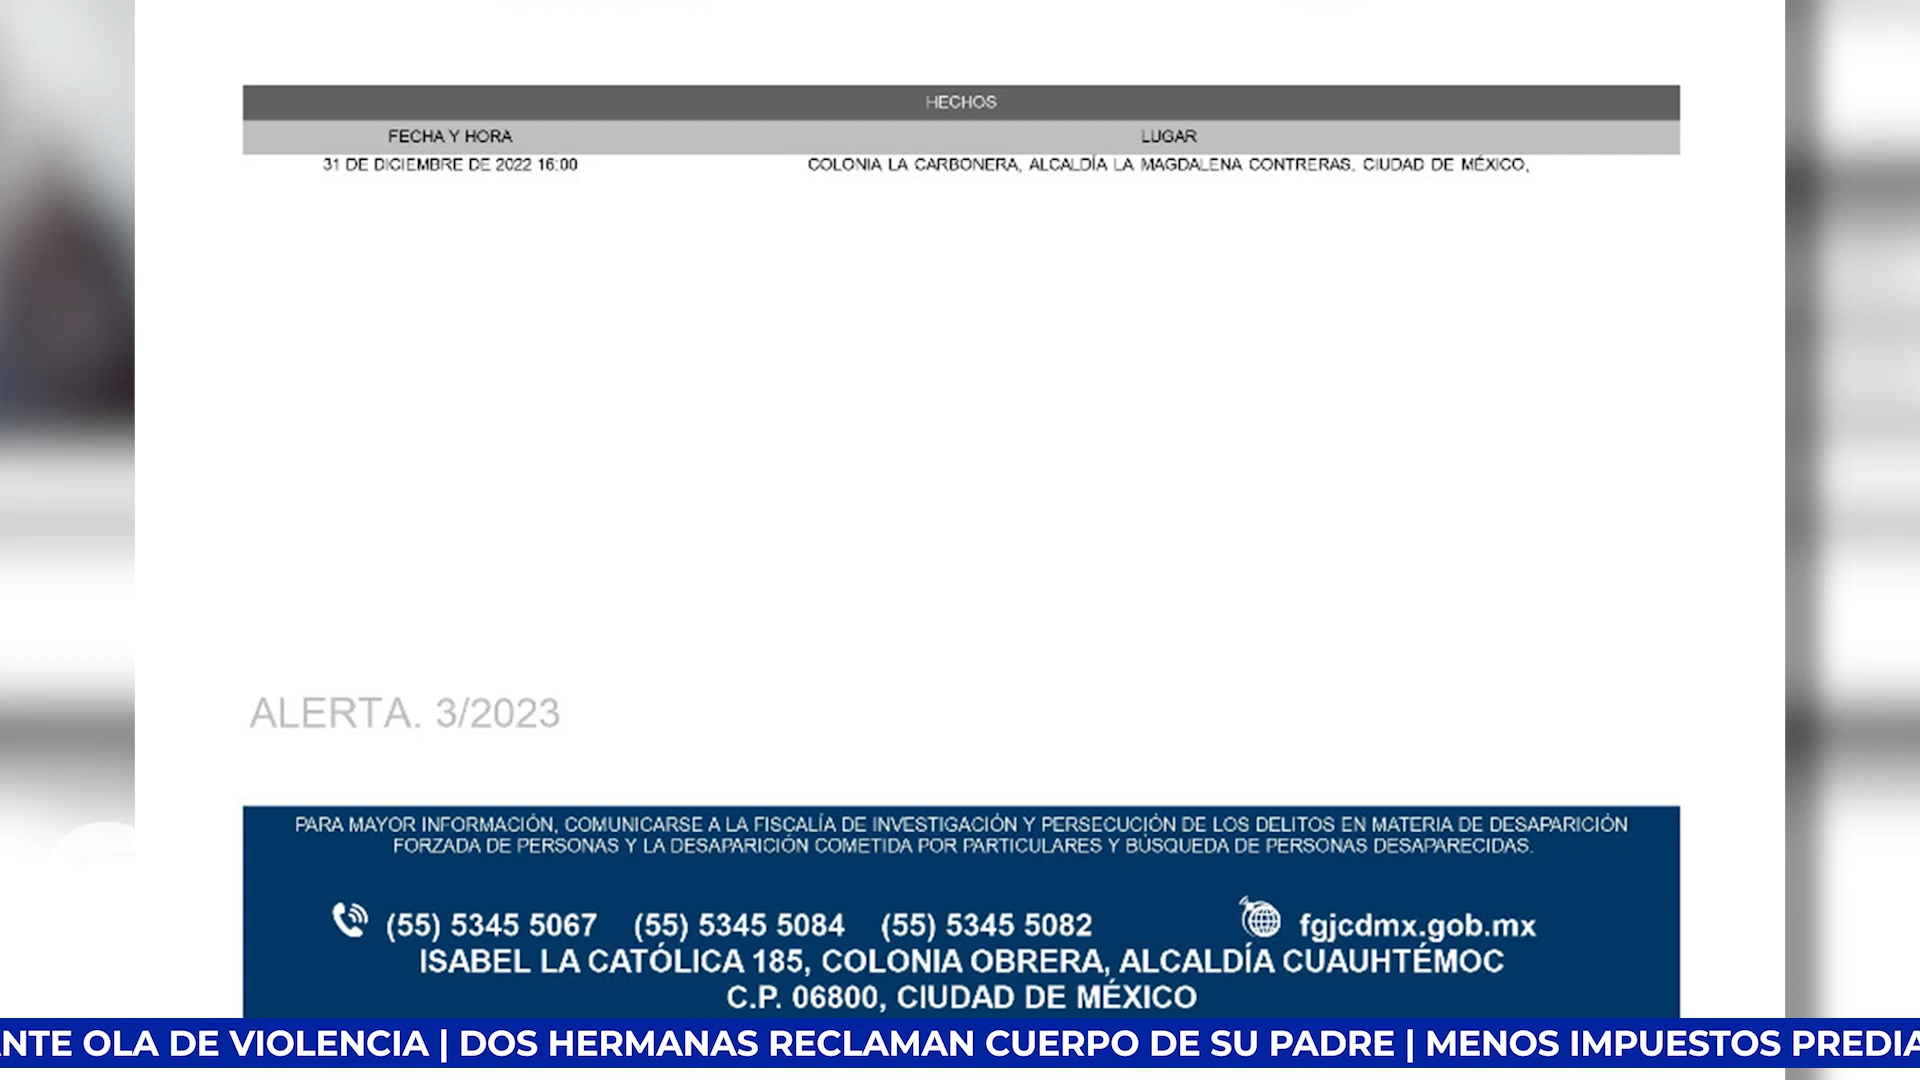 HECHOS
FECHA Y HORA LUGAR
31 DE DICIEMBRE DE 2022 16:00 COLONIA LA CARBONERA, ALCALDÍA LA MAGDALENA CONTRERAS. CIUDAD DE MÉXICO,
ALERTA. 3/2023
PARA MAYOR INFORMACIÓN, COMUNICARSE A LA FISCALÍA DE INVESTIGACIÓN Y PERSECUCIÓN DE LOS DELITOS EN MATERIA DE DESAPARICIÓN
FORZADA DE PERSONAS Y LA DESAPARICIÓN COMETIDA POR PARTICULARES Y BÚSQUEDA DE PERSONAS DESAPARECIDAS.
(55) 5345 5067 (55) 5345 5084 (55) 5345 5082 fgjcdmx.gob.mx
ISABEL LA CATÓLICA 185, COLONIA OBRERA, ALCALDÍA CUAUHTÉMOC
C.P. 06800, CIUDAD DE MÉXICO
ANTE OLA DE VIOLENCIA | DOS HERMANAS RECLAMAN CUERPO DE SU PADRE | MENOS IMPUESTOS PREDIA